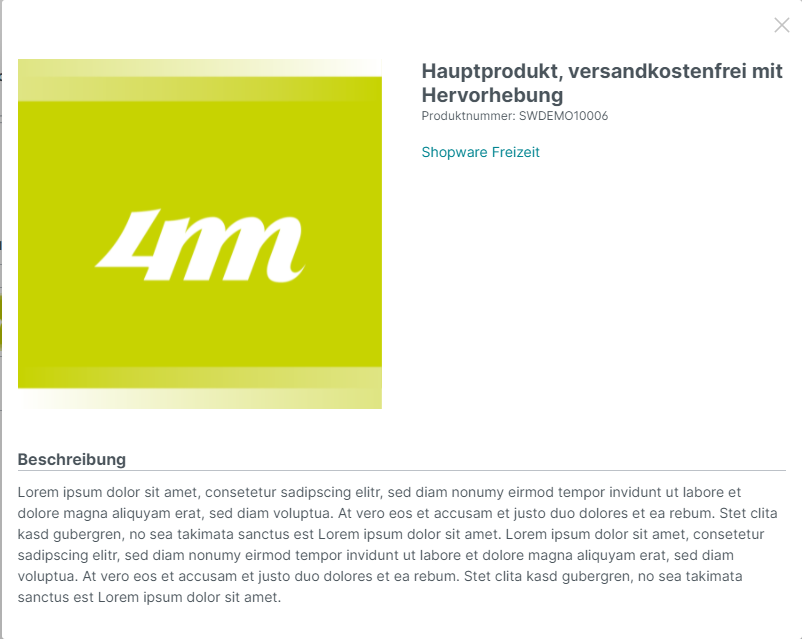 4m
Hauptprodukt, versandkostenfrei mit
Hervorhebung
Produktnummer: SWDEMO10006
Shopware Freizeit
Beschreibung
Lorem ipsum dolor sit amet, consetetur sadipscing elitr, sed diam nonumy eirmod tempor invidunt ut labore et
dolore magna aliquyam erat, sed diam voluptua. At vero eos et accusam et justo duo dolores et ea rebum. Stet clita
kasd gubergren, no sea takimata sanctus est Lorem ipsum dolor sit amet. Lorem ipsum dolor sit amet, consetetur
sadipscing elitr, sed diam nonumy eirmod tempor invidunt ut labore et dolore magna aliquyam erat, sed diam
voluptua. At vero eos et accusam et justo duo dolores et ea rebum. Stet clita kasd gubergren, no sea takimata
sanctus est Lorem ipsum dolor sit amet.